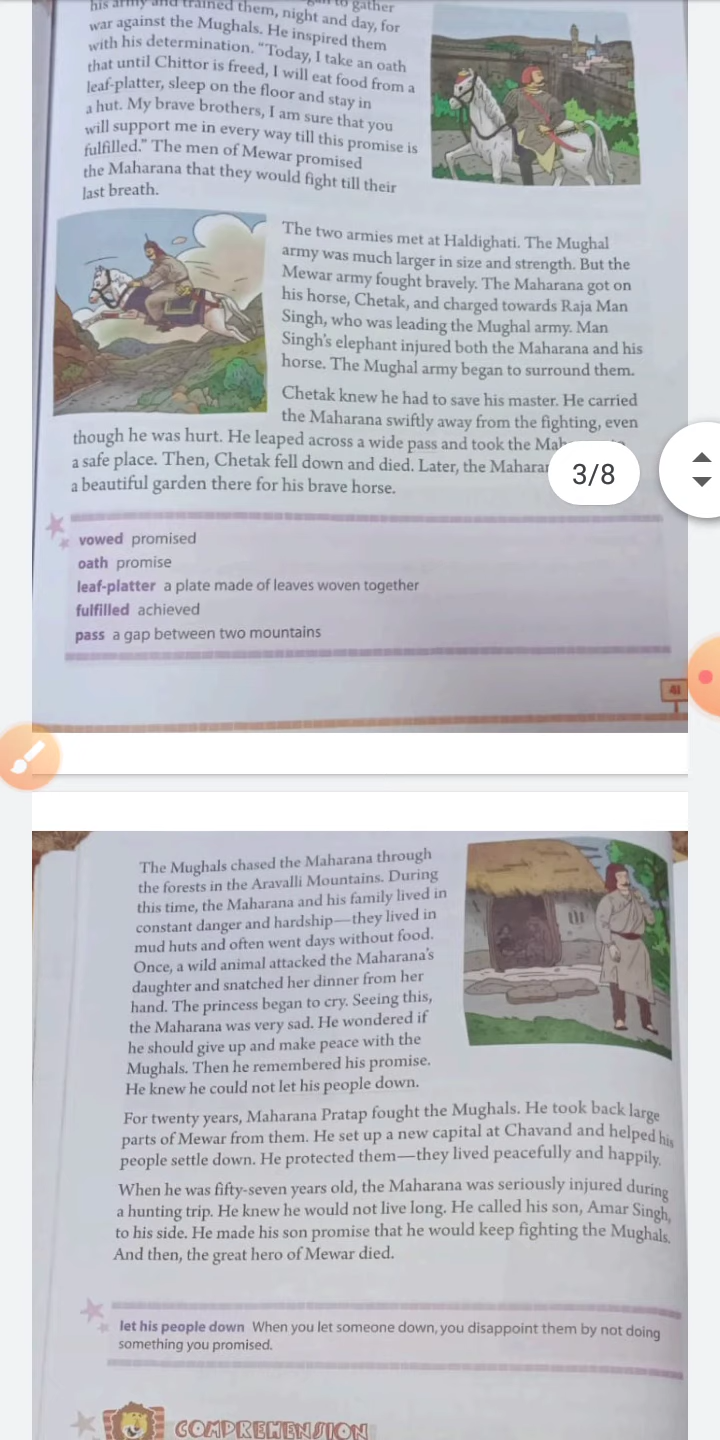 his army and trained them, night and day, for
war against the Mughals. He inspired them
with his determination. “Today, I take an oath
that until Chittor is freed, I will eat food from a
leaf-platter, sleep on the floor and stay in
a hut. My brave brothers, I am sure that you
will support me in every way till this promise is
fulfilled.” The men of Mewar promised
the Maharana that they would fight till their
last breath.
The two armies met at Haldighati. The Mughal
army was much larger in size and strength. But the
Mewar army fought bravely. The Maharana got on
his horse, Chetak, and charged towards Raja Man
Singh, who was leading the Mughal army. Man
Singh’s elephant injured both the Maharana and his
horse. The Mughal army began to surround them.
Chetak knew he had to save his master. He carried
the Maharana swiftly away from the fighting, even
though he was hurt. He leaped across a wide pass and took the
a safe place. Then, Chetak fell down and died. Later, the
a beautiful garden there for his brave horse.
3/8
vowed promised
oath promise
leaf-platter a plate made of leaves woven together
fulfilled achieved
pass a gap between two mountains
41
The Mughals chased the Maharana through
the forests in the Aravalli Mountains. During
this time, the Maharana and his family lived in
constant danger and hardship—they lived in
mud huts and often went days without food.
Once, a wild animal attacked the Maharana’s
daughter and snatched her dinner from her
hand. The princess began to cry. Seeing this,
the Maharana was very sad. He wondered if
he should give up and make peace with the
Mughals. Then he remembered his promise.
He knew he could not let his people down.
For twenty years, Maharana Pratap fought the Mughals. He took back large
parts of Mewar from them. He set up a new capital at Chavand and helped his
people settle down. He protected them—they lived peacefully and happily.
When he was fifty-seven years old, the Maharana was seriously injured during
a hunting trip. He knew he would not live long. He called his son, Amar Singh,
to his side. He made his son promise that he would keep fighting the Mughals.
And then, the great hero of Mewar died.
let his people down When you let someone down, you disappoint them by not doing
something you promised.
COMPREHENSION